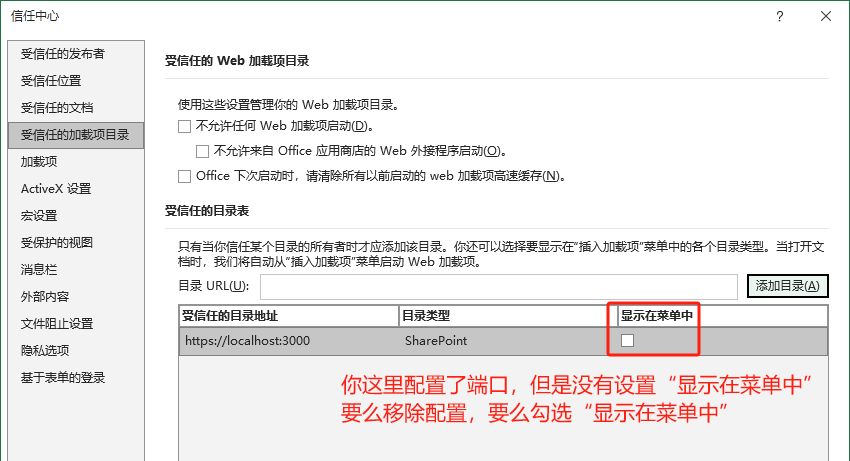 信任中心
?
受信任的发布者
受信任位置
受信任的文档
受信任的加载项目录
加载项
ActiveX 设置
宏设置
受保护的视图
消息栏
外部内容
文件阻止设置
隐私选项
基于表单的登录
受信任的 Web 加载项目录
使用这些设置管理你的 Web 加载项目录。
不允许任何 Web 加载项启动(D)。
不允许来自 Office 应用商店的 Web 外接程序启动(O)。
Office 下次启动时，请清除所有以前启动的 web 加载项高速缓存(N)。
受信任的目录表
只有当你信任某个目录的所有者时才应添加该目录。你还可以选择要显示在"插入加载项"菜单中的各个目录类型。当打开文
档时，我们将自动从"插入加载项"菜单启动 Web 加载项。
目录 URL(U):
添加目录(A)
受信任的目录地址 目录类型 显示在菜单中
https://localhost:3000 SharePoint
你这里配置了端口，但是没有设置“显示在菜单中”
要么移除配置，要么勾选“显示在菜单中”